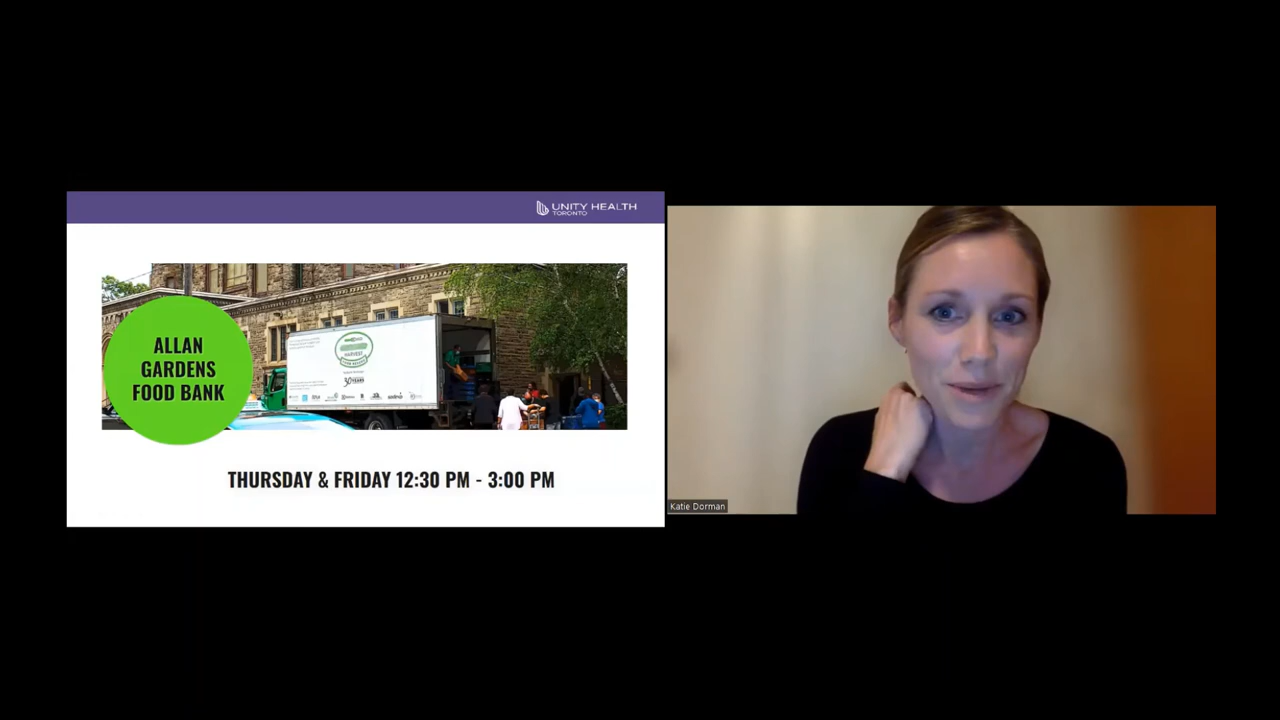 UNITY HEALTH
TORONTO
ALLAN
GARDENS
FOOD BANK
HARVEST
30 YEARS
THURSDAY & FRIDAY 12:30 PM - 3:00 PM
Katie Dorman